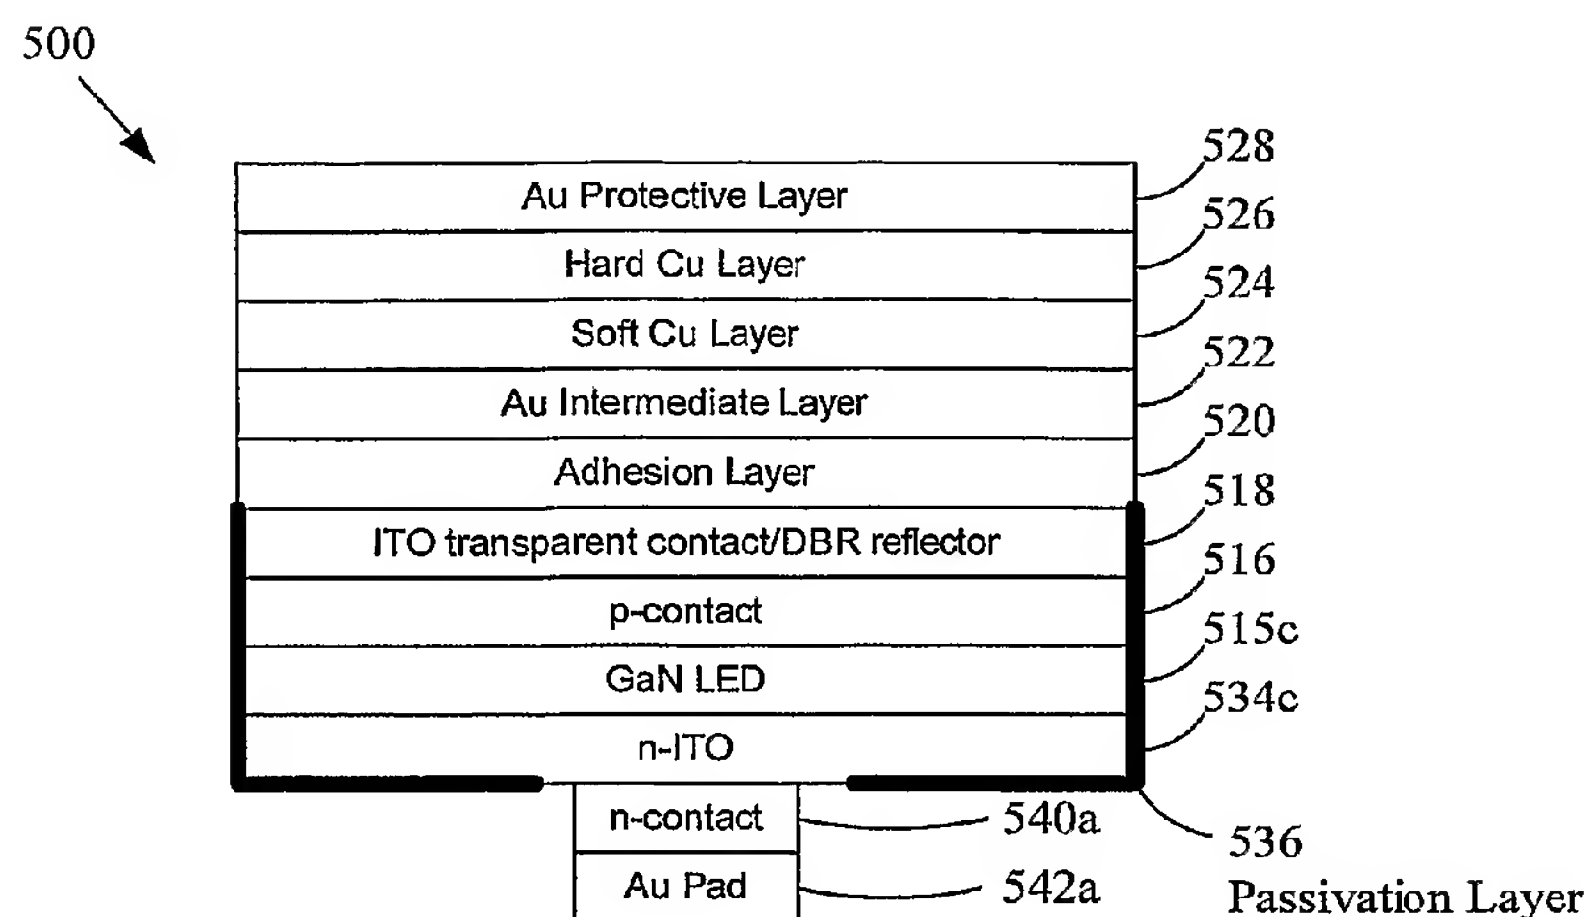 500
528
Au Protective Layer
526
Hard Cu Layer
524
Soft Cu Layer
522
Au Intermediate Layer
520
Adhesion Layer
518
ITO transparent contact/DBR reflector
516
p-contact
515c
GaN LED
534c
n-ITO
n-contact
540a
536
Au Pad
542a
Passivation Layer